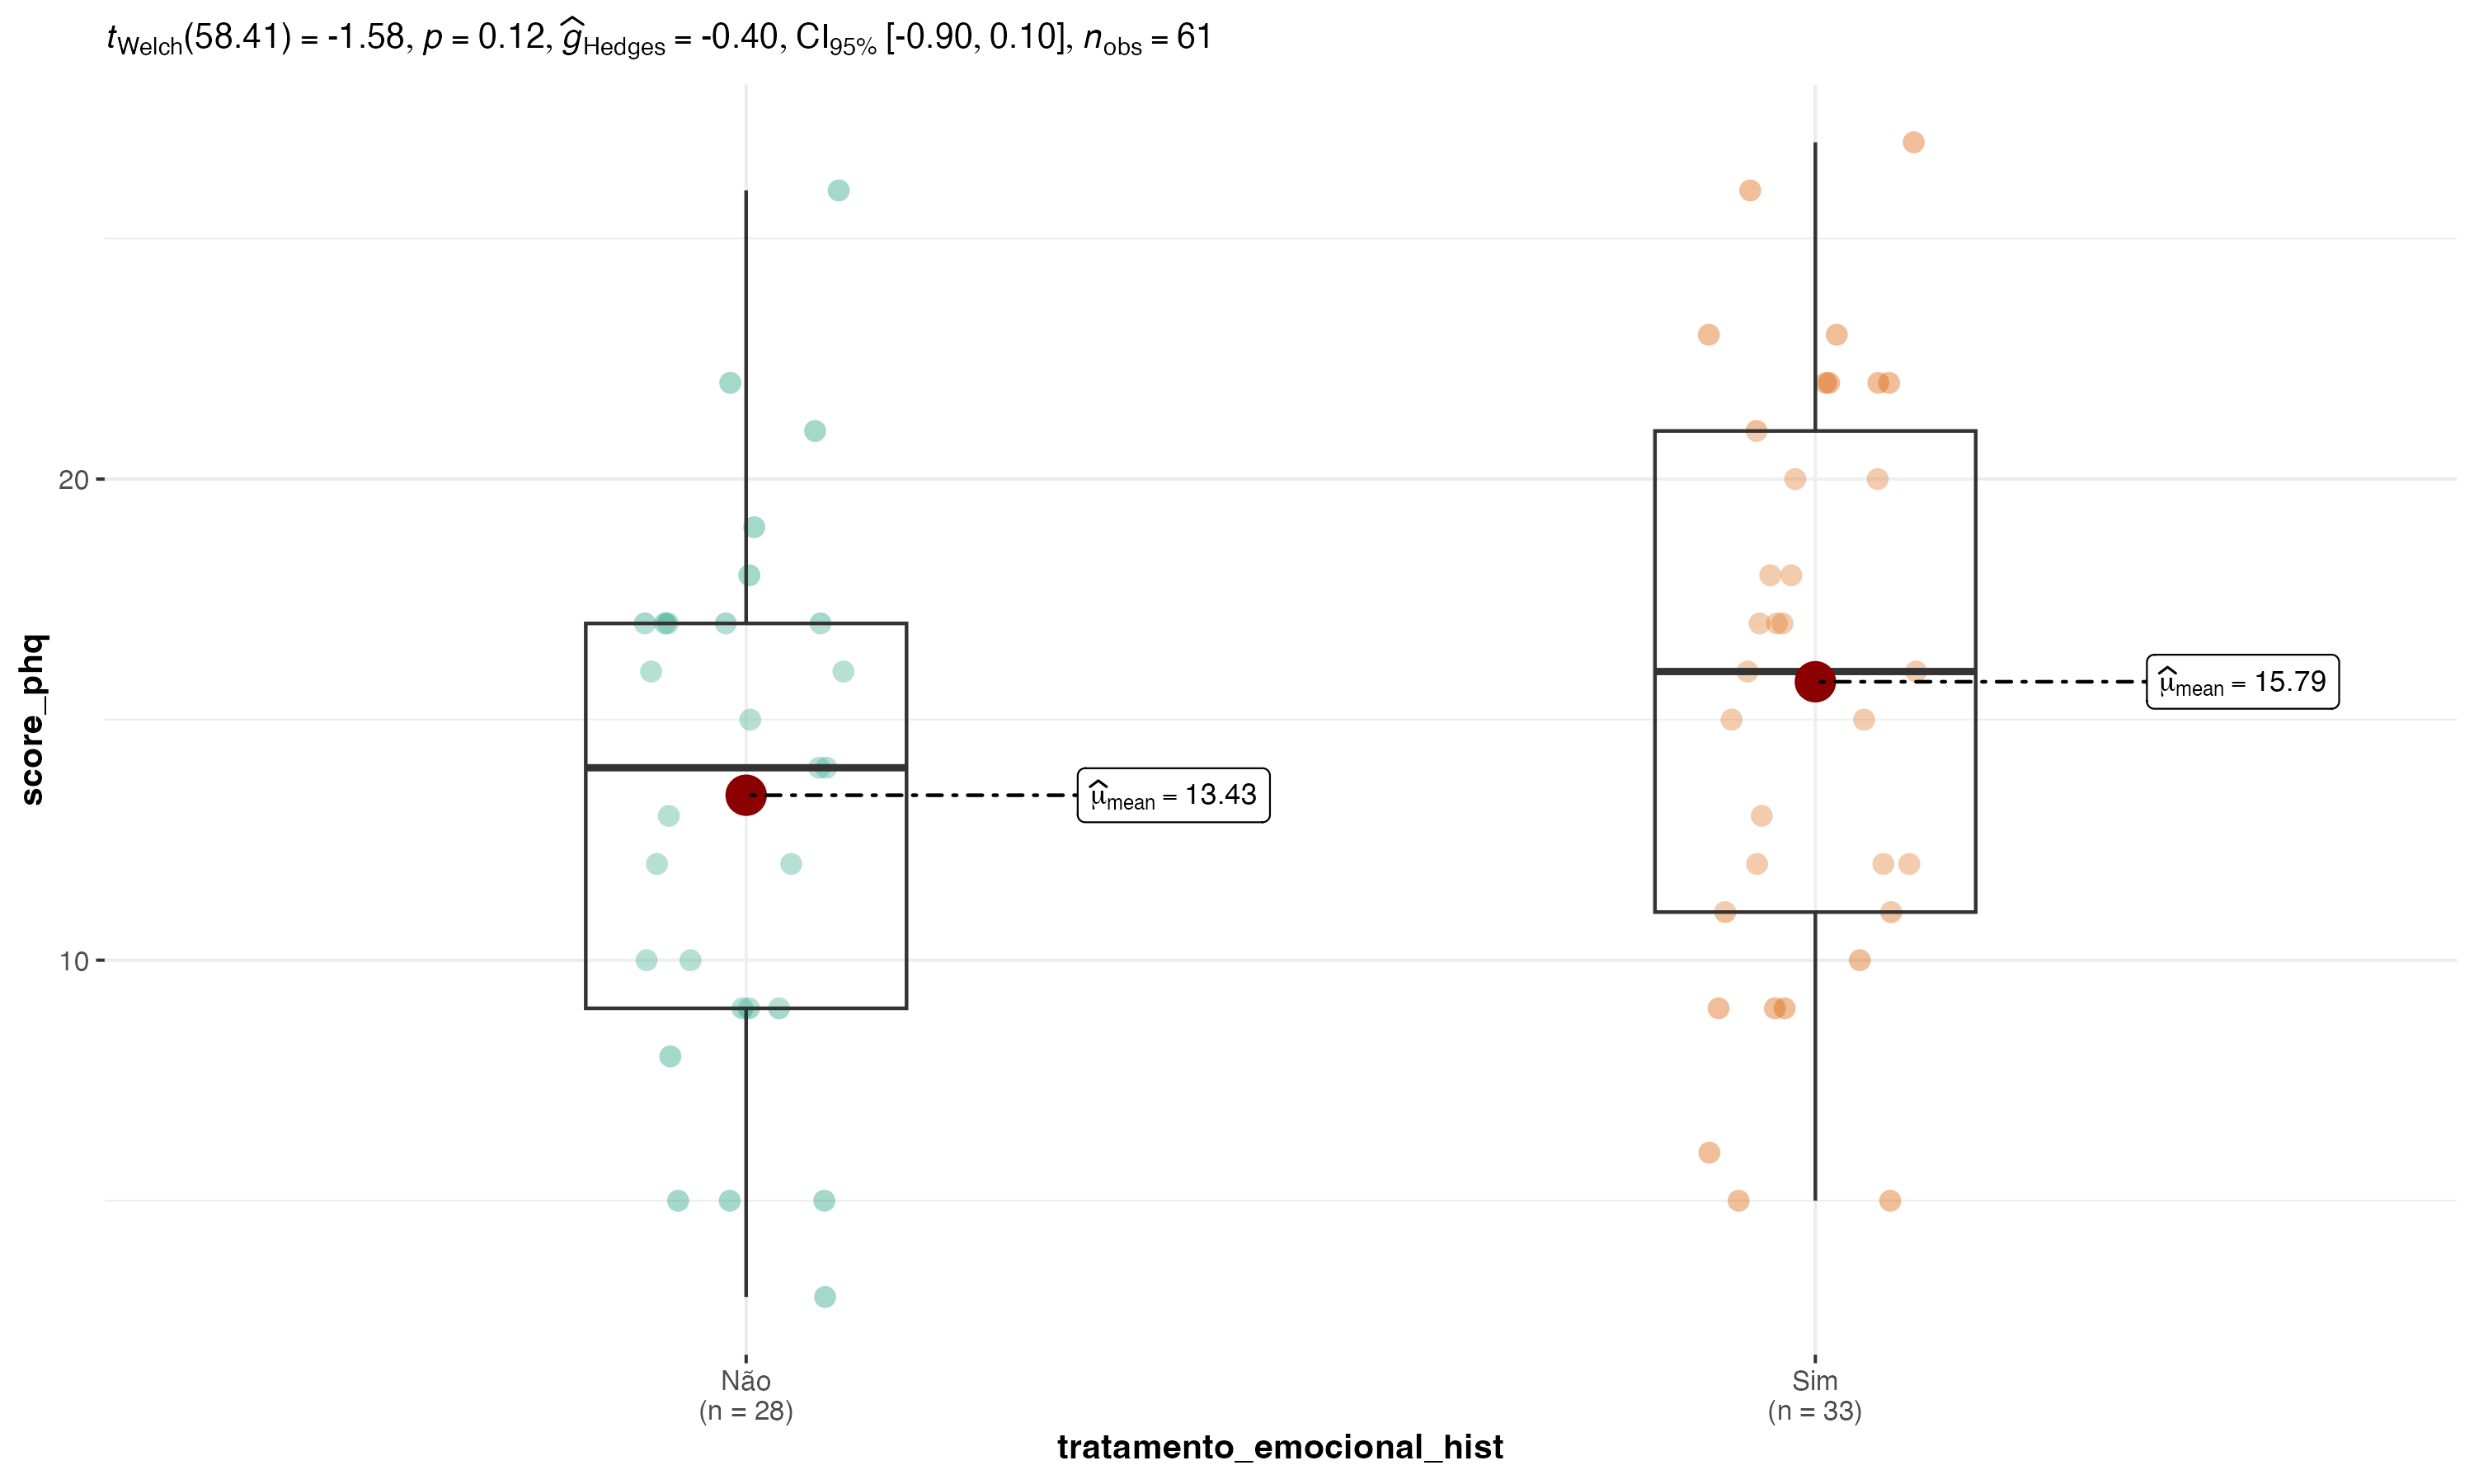 tWelch(58.41) = -1.58, p = 0.12, ĝHedges = -0.40, CI95% [-0.90, 0.10], nobs = 61
score_phq
20
10
μ̂mean = 15.79
μ̂mean = 13.43
Não
(n = 28)
Sim
(n = 33)
tratamento_emocional_hist